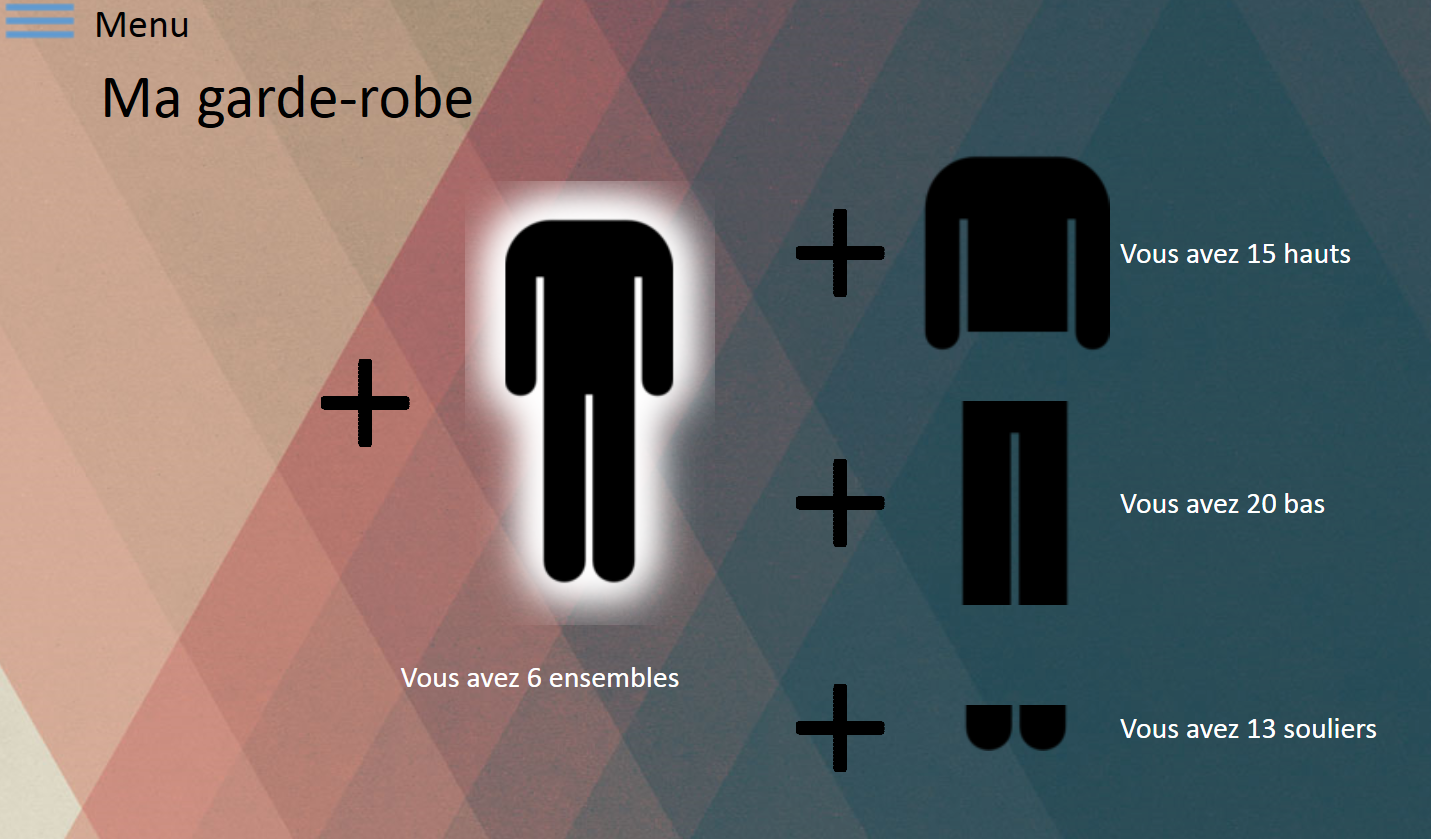 Menu
Ma garde-robe
Vous avez 15 hauts
Vous avez 20 bas
Vous avez 6 ensembles
Vous avez 13 souliers